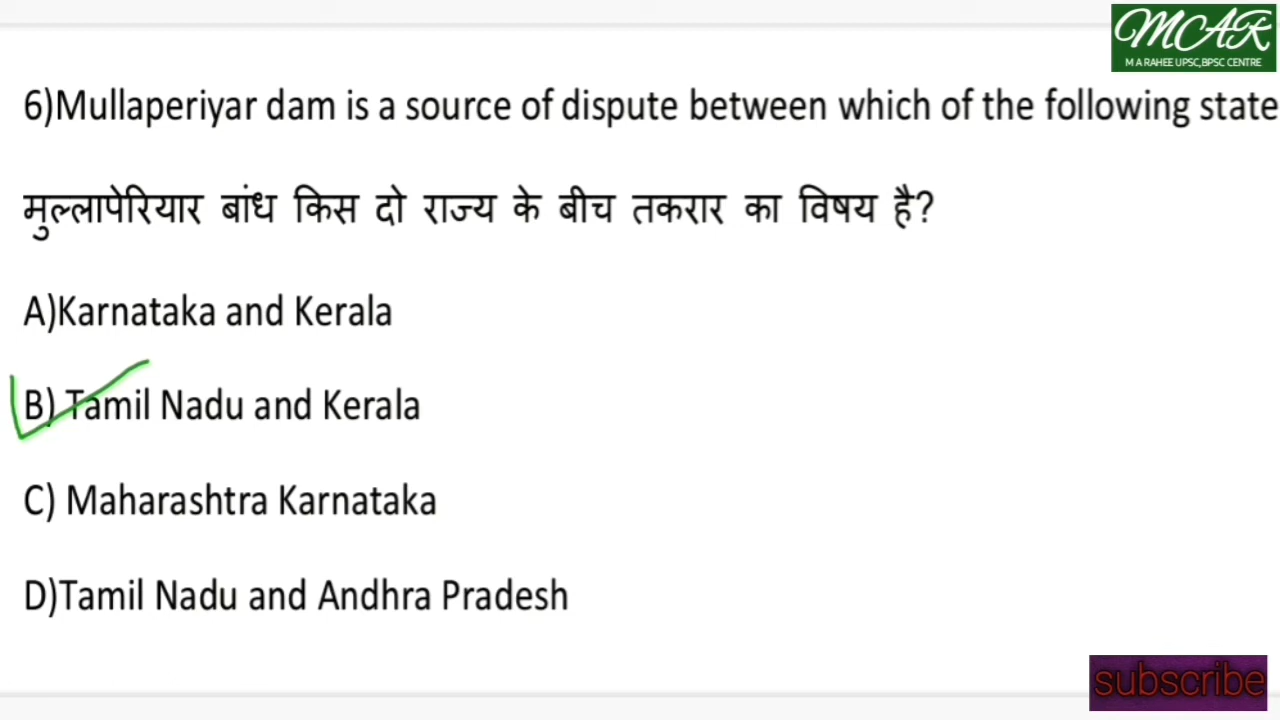 MCAR
M A RAHEE UPSC,BPSC CENTRE
6)Mullaperiyar dam is a source of dispute between which of the following state
मुल्लापेरियार बांध किस दो राज्य के बीच तकरार का विषय है?
A)Karnataka and Kerala
B) Tamil Nadu and Kerala
C) Maharashtra Karnataka
D)Tamil Nadu and Andhra Pradesh
subscribe